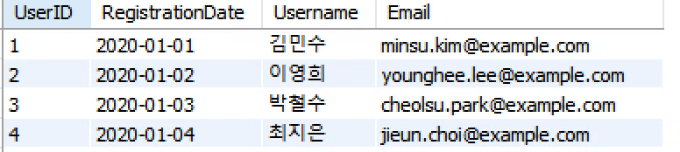 UserID RegistrationDate Username Email
1 2020-01-01 김민수 minsu.kim@example.com
2 2020-01-02 이영희 younghee.lee@example.com
3 2020-01-03 박철수 cheolsu.park@example.com
4 2020-01-04 최지은 jieun.choi@example.com